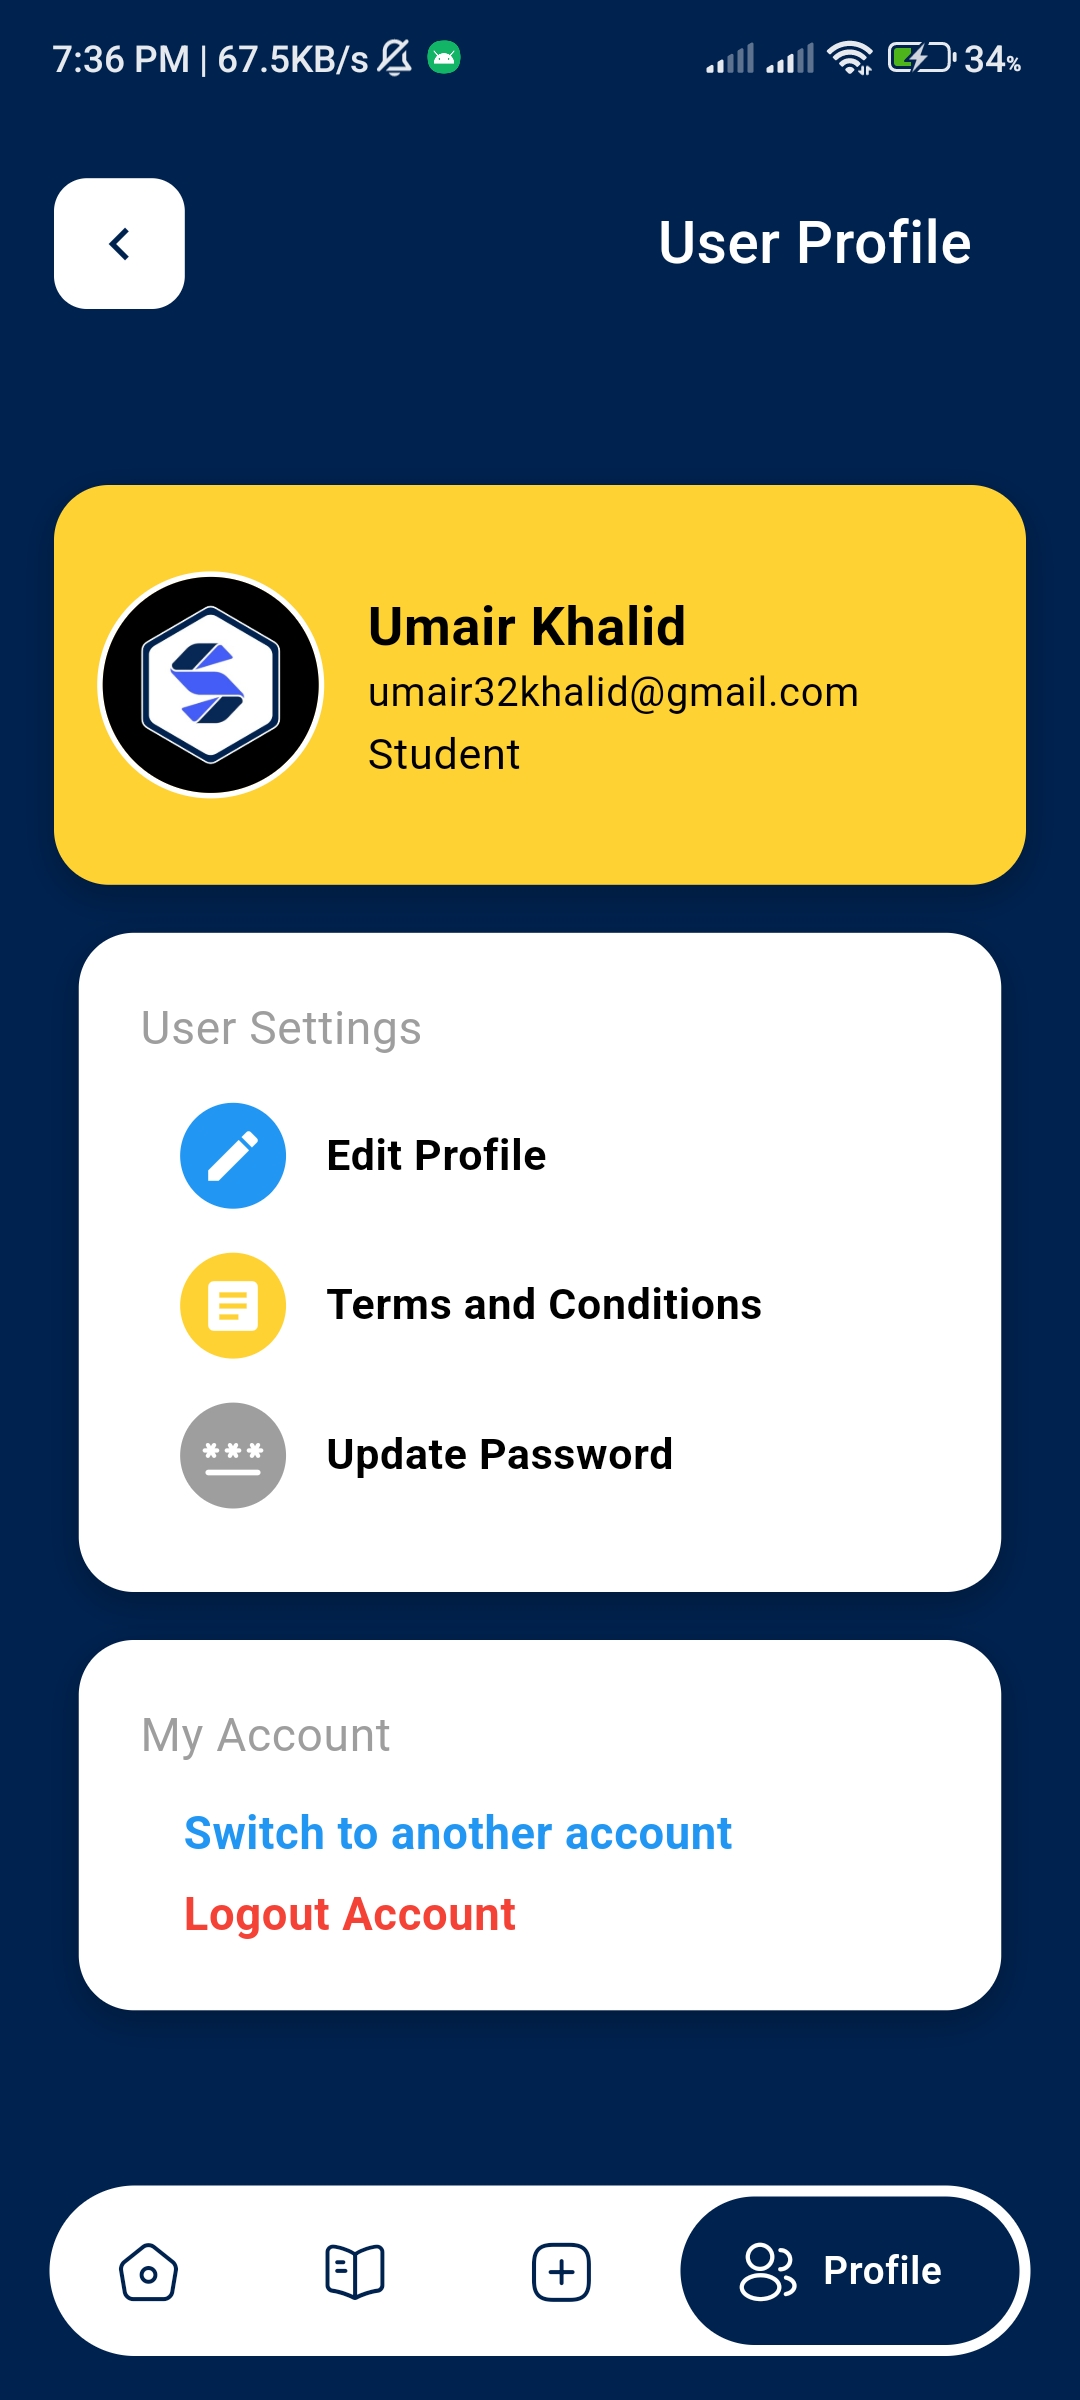 7:36 PM | 67.5KB/s 34%
User Profile
Umair Khalid
umair32khalid@gmail.com
Student
User Settings
Edit Profile
Terms and Conditions
Update Password
My Account
Switch to another account
Logout Account
Profile